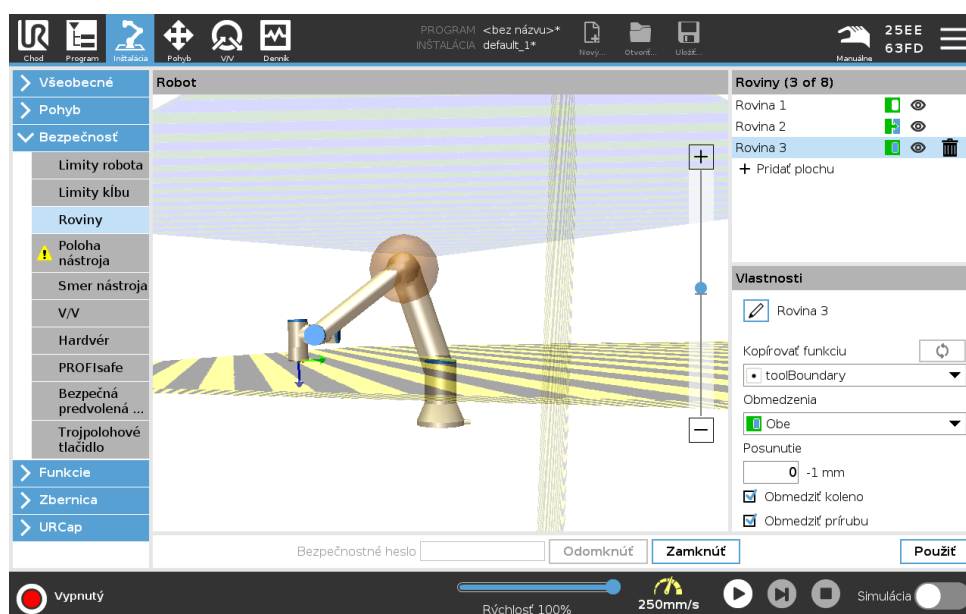 UR
Chod
Program
Inštalácia
Pohyb
V/V
Denník
PROGRAM <bez názvu>*
INŠTALÁCIA default_1*
Nový...
Otvoriť...
Uložiť...
Manuálne
25EE
63FD
Všeobecné
Pohyb
Bezpečnosť
Limity robota
Limity kĺbu
Roviny
Poloha
nástroja
Smer nástroja
V/V
Hardvér
PROFIsafe
Bezpečná
predvolená ...
Trojpolohové
tlačidlo
Funkcie
Zbernica
URCap
Robot
Roviny (3 of 8)
Rovina 1
Rovina 2
Rovina 3
+ Pridať plochu
Vlastnosti
Rovina 3
Kopírovať funkciu
toolBoundary
Obmedzenia
Obe
Posunutie
0 -1 mm
Obmedziť koleno
Obmedziť prírubu
Bezpečnostné heslo
Odomknúť
Zamknúť
Použiť
Vypnutý
Rýchlosť 100%
250mm/s
Simulácia